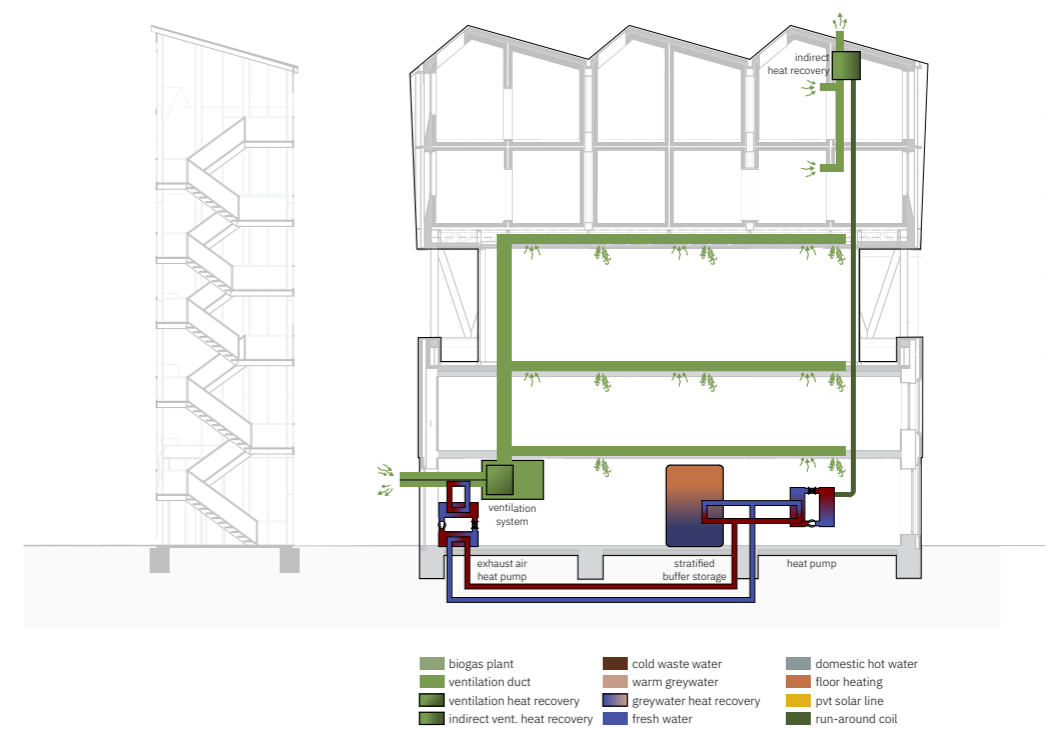 indirect
heat recovery
ventilation
system
exhaust air
heat pump
stratified
buffer storage
heat pump
biogas plant
ventilation duct
ventilation heat recovery
indirect vent. heat recovery
cold waste water
warm greywater
greywater heat recovery
fresh water
domestic hot water
floor heating
pvt solar line
run-around coil